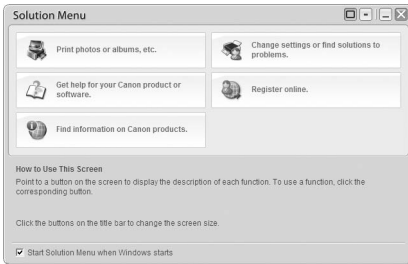 Solution Menu
Print photos or albums, etc.
Change settings or find solutions to
problems.
Get help for your Canon product or
software.
Register online.
Find information on Canon products.
How to Use This Screen
Point to a button on the screen to display the description of each function. To use a function, click the
corresponding button.
Click the buttons on the title bar to change the screen size.
Start Solution Menu when Windows starts